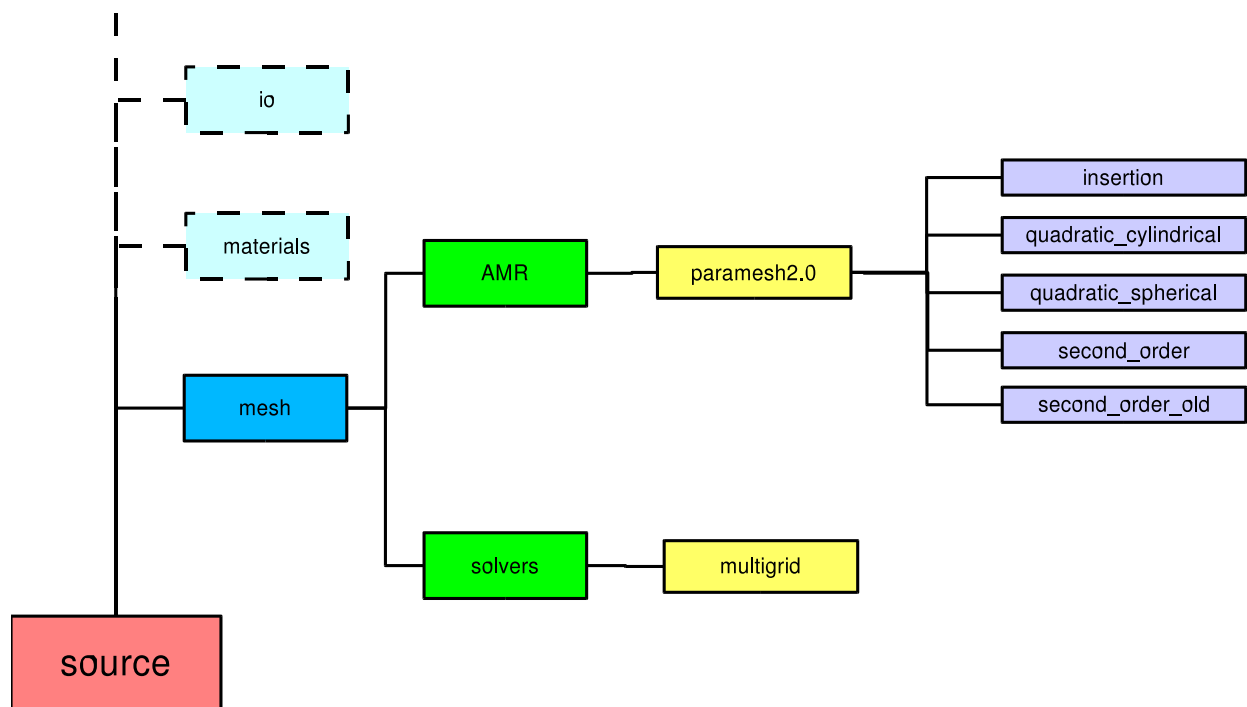 io
materials
mesh
source
AMR
solvers
paramesh2.0
multigrid
insertion
quadratic_cylindrical
quadratic_spherical
second_order
second_order_old